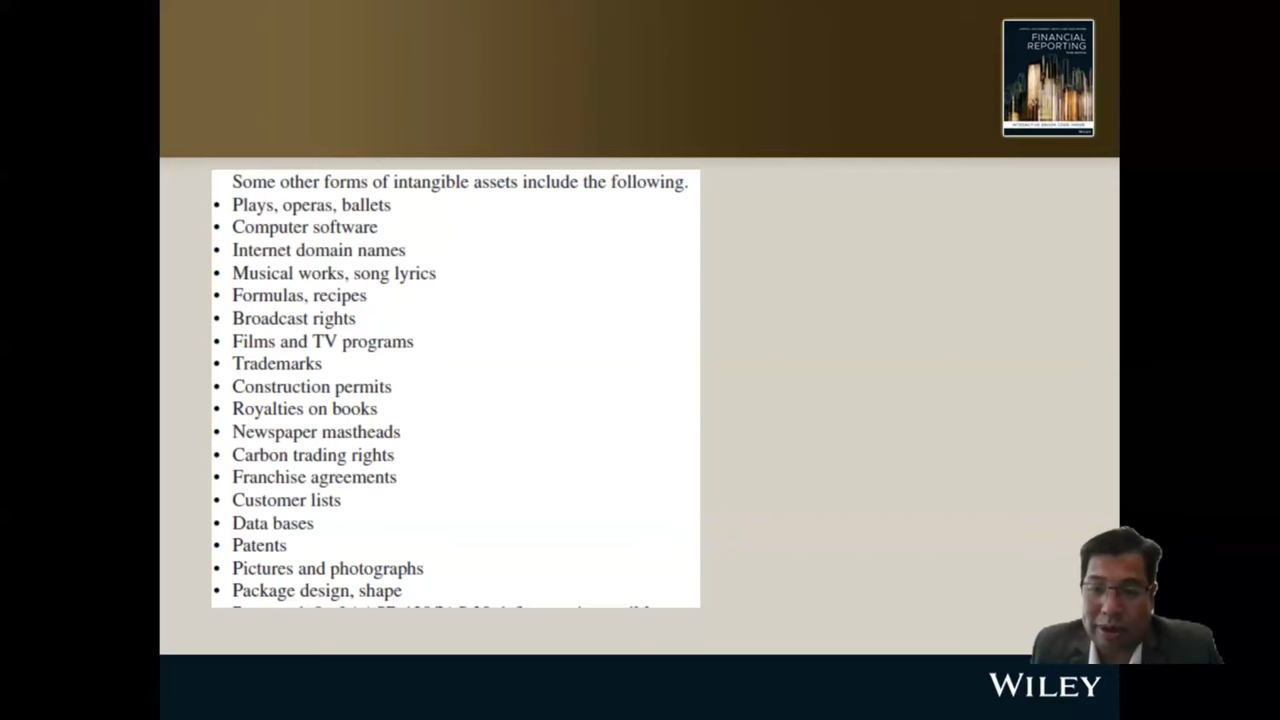 FINANCIAL
REPORTING
Some other forms of intangible assets include the following.
• Plays, operas, ballets
• Computer software
• Internet domain names
• Musical works, song lyrics
• Formulas, recipes
• Broadcast rights
• Films and TV programs
• Trademarks
• Construction permits
• Royalties on books
• Newspaper mastheads
• Carbon trading rights
• Franchise agreements
• Customer lists
• Data bases
• Patents
• Pictures and photographs
• Package design, shape
WILEY